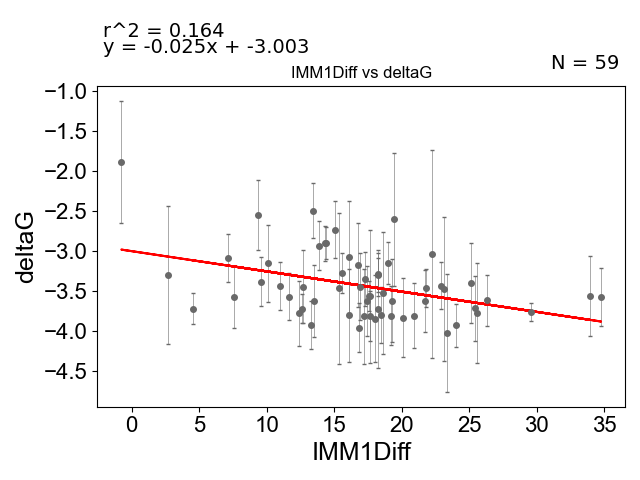 r^2 = 0.164
y = -0.025x + -3.003
N = 59
IMM1Diff vs deltaG
−1.0
−1.5
−2.0
−2.5
−3.0
−3.5
−4.0
−4.5
deltaG
0 5 10 15 20 25 30 35
IMM1Diff